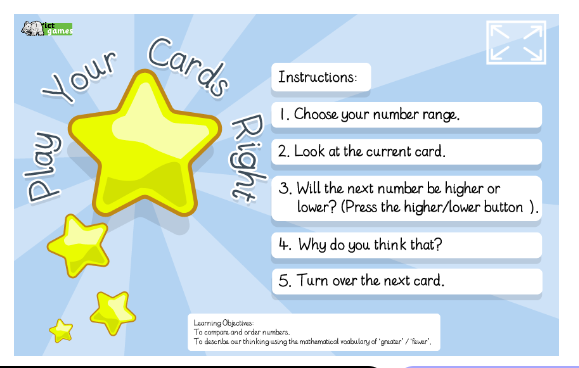 ict
games
Play Your Cards Right
Instructions:
1. Choose your number range.
2. Look at the current card.
3. Will the next number be higher or
lower? (Press the higher/lower button ).
4. Why do you think that?
5. Turn over the next card.
Learning Objectives:
To compare and order numbers.
To describe our thinking using the mathematical vocabulary of 'greater' / 'fewer'.